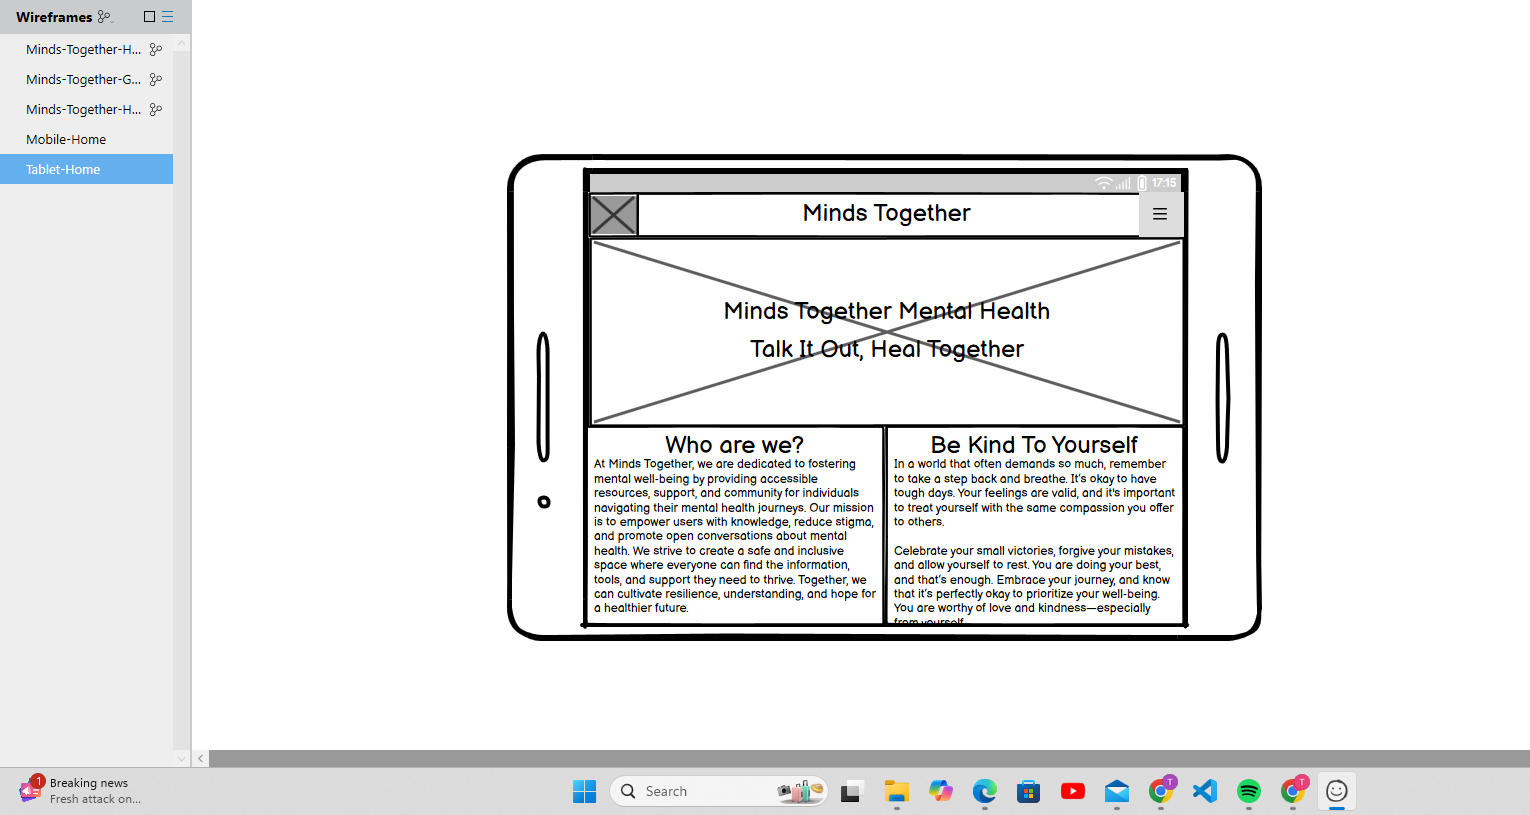 Wireframes
Minds-Together-H...
Minds-Together-G...
Minds-Together-H...
Mobile-Home
Tablet-Home
17:15
Minds Together
Minds Together Mental Health
Talk It Out, Heal Together
Who are we?
At Minds Together, we are dedicated to fostering
mental well-being by providing accessible
resources, support, and community for individuals
navigating their mental health journeys. Our mission
is to empower users with knowledge, reduce stigma,
and promote open conversations about mental
health. We strive to create a safe and inclusive
space where everyone can find the information,
tools, and support they need to thrive. Together, we
can cultivate resilience, understanding, and hope for
a healthier future.
Be Kind To Yourself
In a world that often demands so much, remember
to take a step back and breathe. It's okay to have
tough days. Your feelings are valid, and it's important
to treat yourself with the same compassion you offer
to others.
Celebrate your small victories, forgive your mistakes,
and allow yourself to rest. You are doing your best,
and that's enough. Embrace your journey, and know
that it's perfectly okay to prioritize your well-being.
You are worthy of love and kindness—especially
from yourself
1
Breaking news
Fresh attack on...
Search
T
T